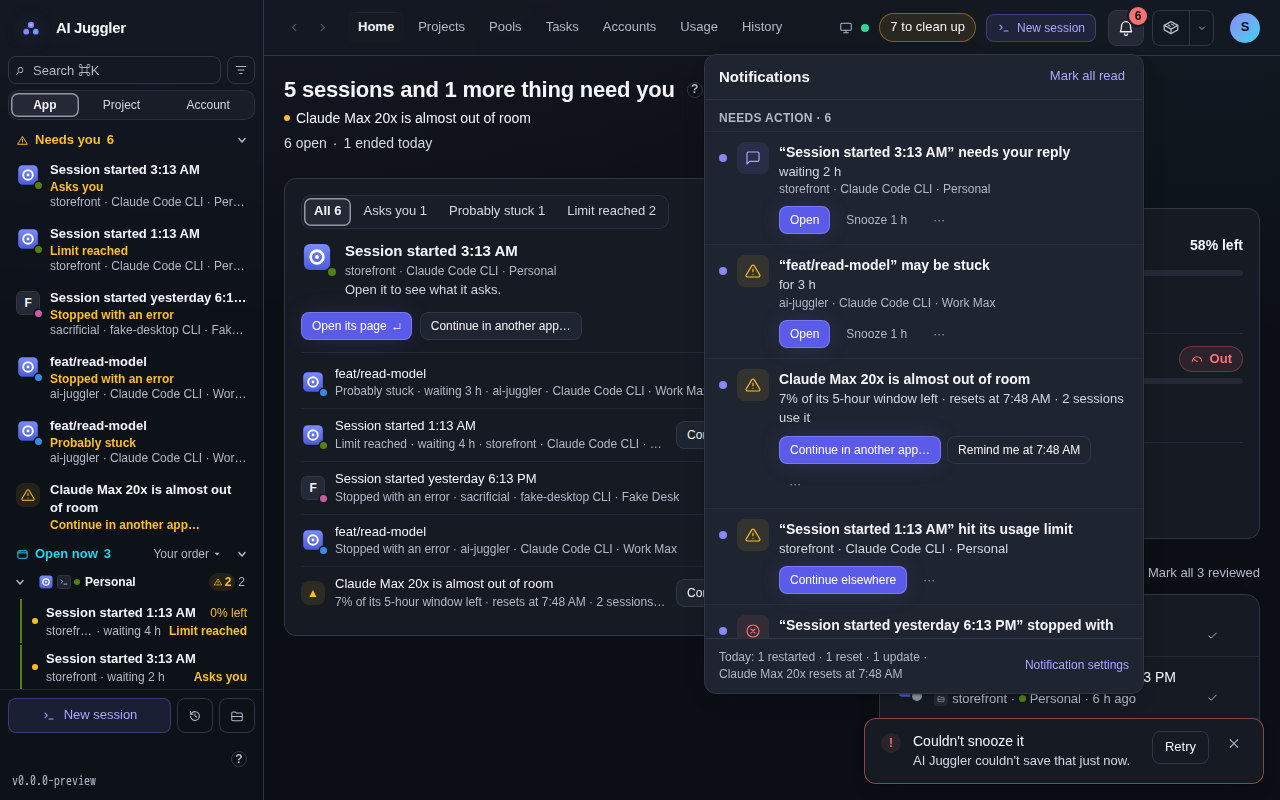 AI Juggler
Search ⌘K
App
Project
Account
Needs you 6
Session started 3:13 AM
Asks you
storefront · Claude Code CLI · Per…
Session started 1:13 AM
Limit reached
storefront · Claude Code CLI · Per…
F
Session started yesterday 6:1…
Stopped with an error
sacrificial · fake-desktop CLI · Fak…
feat/read-model
Stopped with an error
ai-juggler · Claude Code CLI · Wor…
feat/read-model
Probably stuck
ai-juggler · Claude Code CLI · Wor…
Claude Max 20x is almost out
of room
Continue in another app…
Open now 3
Your order
Personal
2 2
Session started 1:13 AM 0% left
storefr… · waiting 4 h Limit reached
Session started 3:13 AM
storefront · waiting 2 h Asks you
New session
?
v0.0.0-preview
Home
Projects
Pools
Tasks
Accounts
Usage
History
7 to clean up
New session
6
S
5 sessions and 1 more thing need you ?
Claude Max 20x is almost out of room
6 open · 1 ended today
All 6
Asks you 1
Probably stuck 1
Limit reached 2
Session started 3:13 AM
storefront · Claude Code CLI · Personal
Open it to see what it asks.
Open its page
Continue in another app…
feat/read-model
Probably stuck · waiting 3 h · ai-juggler · Claude Code CLI · Work Max
Session started 1:13 AM
Limit reached · waiting 4 h · storefront · Claude Code CLI · …
F
Session started yesterday 6:13 PM
Stopped with an error · sacrificial · fake-desktop CLI · Fake Desk
feat/read-model
Stopped with an error · ai-juggler · Claude Code CLI · Work Max
Claude Max 20x is almost out of room
7% of its 5-hour window left · resets at 7:48 AM · 2 sessions…
Notifications
Mark all read
NEEDS ACTION · 6
“Session started 3:13 AM” needs your reply
waiting 2 h
storefront · Claude Code CLI · Personal
Open
Snooze 1 h
···
“feat/read-model” may be stuck
for 3 h
ai-juggler · Claude Code CLI · Work Max
Open
Snooze 1 h
···
Claude Max 20x is almost out of room
7% of its 5-hour window left · resets at 7:48 AM · 2 sessions
use it
Continue in another app…
Remind me at 7:48 AM
···
“Session started 1:13 AM” hit its usage limit
storefront · Claude Code CLI · Personal
Continue elsewhere
···
“Session started yesterday 6:13 PM” stopped with
Today: 1 restarted · 1 reset · 1 update ·
Claude Max 20x resets at 7:48 AM
Notification settings
58% left
Out
Mark all 3 reviewed
3 PM
storefront · Personal · 6 h ago
!
Couldn't snooze it
AI Juggler couldn't save that just now.
Retry